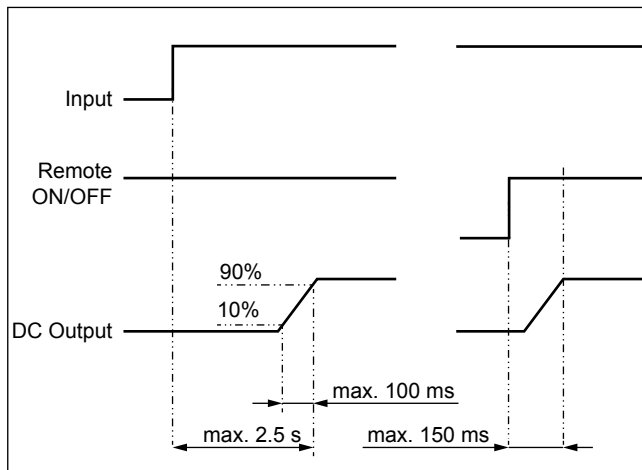 Input
Remote
ON/OFF
90%
10%
DC Output
max. 100 ms
max. 2.5 s
max. 150 ms